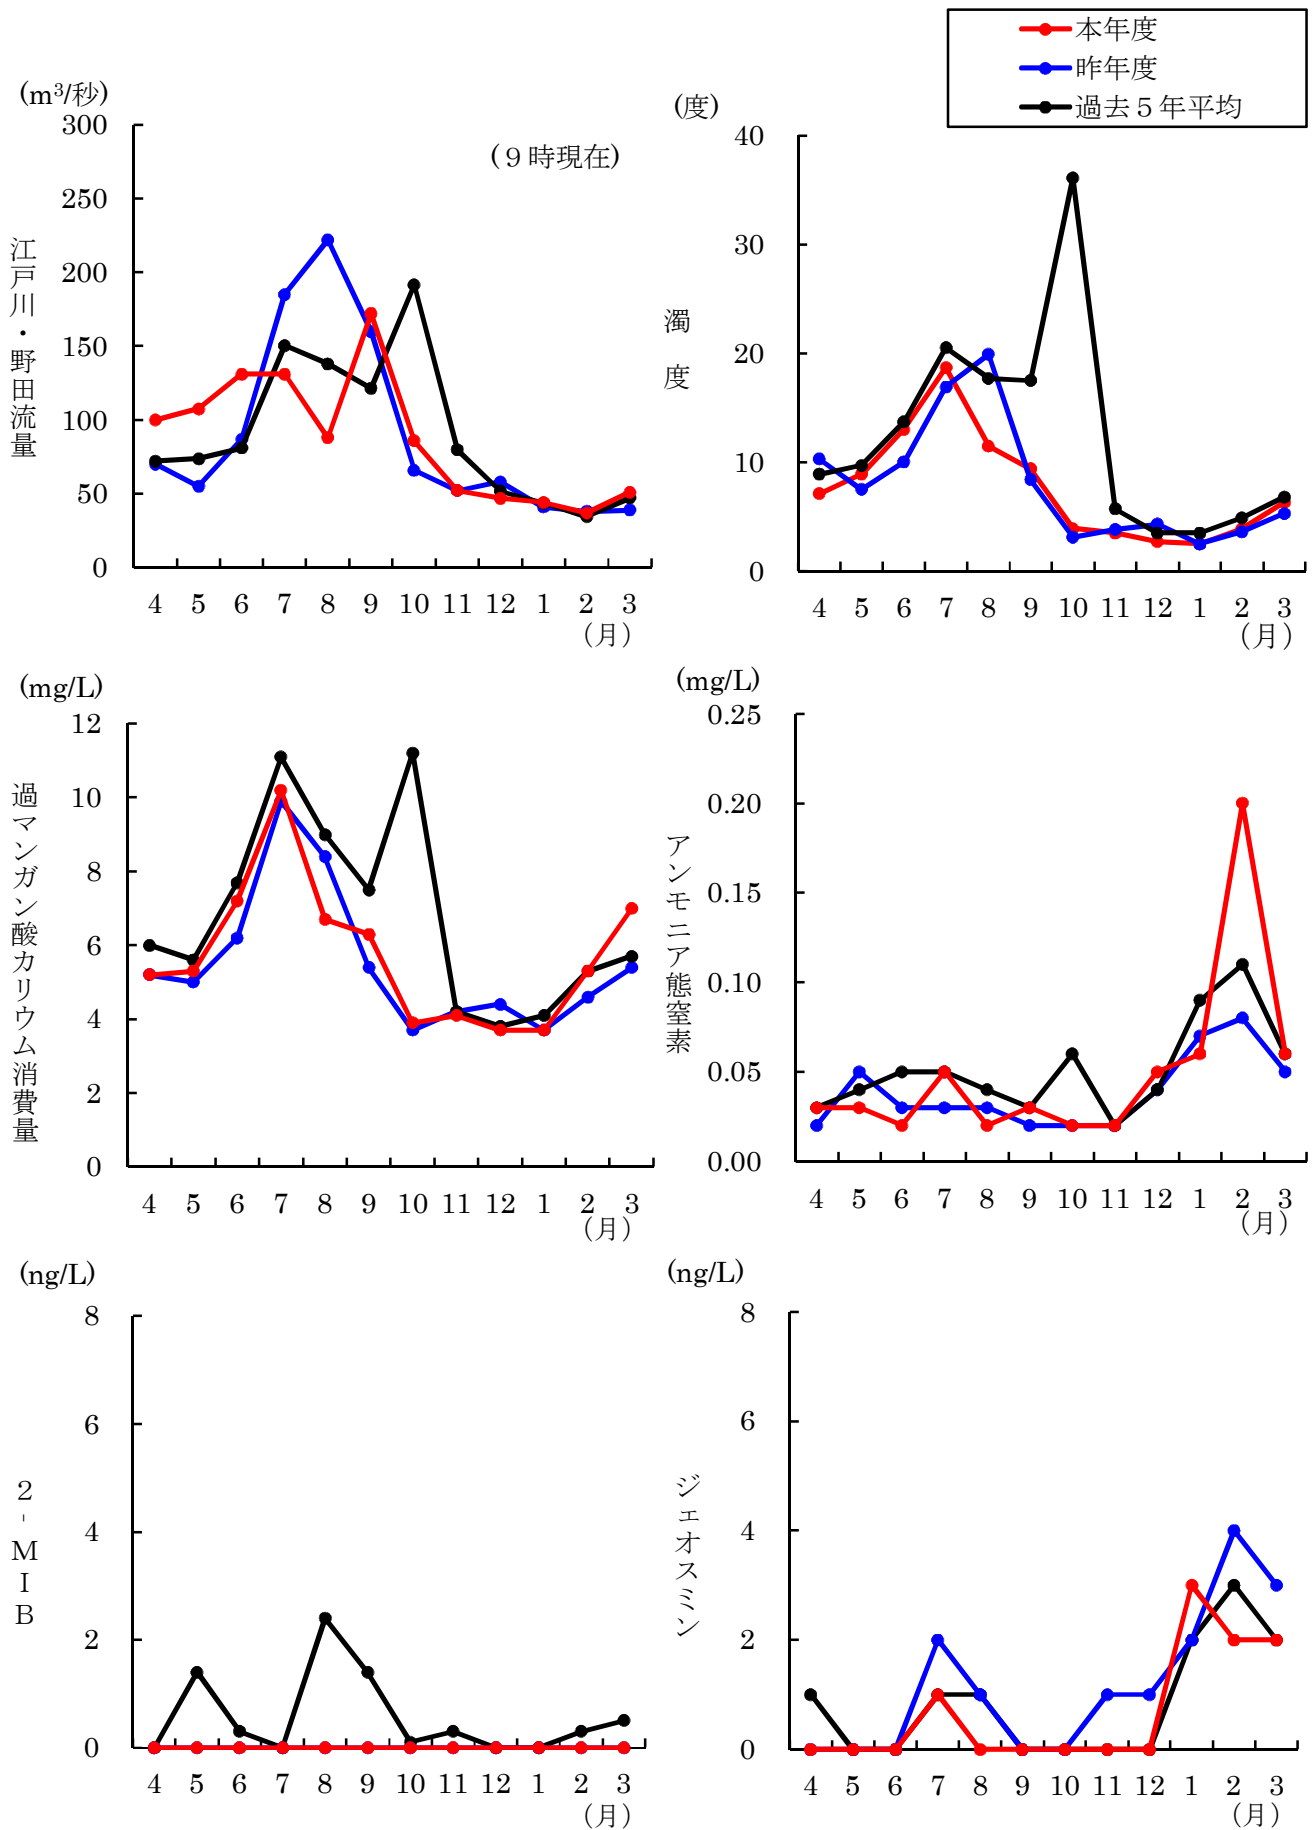 本年度
昨年度
過去５年平均
(m³/秒)
300
250
200
150
100
50
0
(９時現在)
江戸川・野田流量
4 5 6 7 8 9 10 11 12 1 2 3
（月）
(度)
40
30
20
10
0
濁度
4 5 6 7 8 9 10 11 12 1 2 3
（月）
(mg/L)
12
10
8
6
4
2
0
過マンガン酸カリウム消費量
4 5 6 7 8 9 10 11 12 1 2 3
（月）
(mg/L)
0.25
0.20
0.15
0.10
0.05
0.00
アンモニア態窒素
4 5 6 7 8 9 10 11 12 1 2 3
（月）
(ng/L)
8
6
4
2
0
２-ＭＩＢ
4 5 6 7 8 9 10 11 12 1 2 3
（月）
(ng/L)
8
6
4
2
0
ジェオスミン
4 5 6 7 8 9 10 11 12 1 2 3
（月）